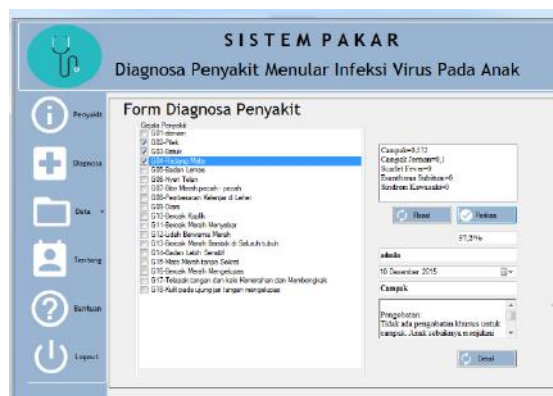 SISTEM PAKAR
Diagnosa Penyakit Menular Infeksi Virus Pada Anak
Penyakit
Diagnosa
Data
Tentang
Bantuan
Logout
Form Diagnosa Penyakit
Gejala Penyakit
G01-demam
G02-Pilek
G03-Batuk
G04-Radang Mata
G05-Badan Lemas
G06-Nyeri Telan
G07-Bibir Merah pecah - pecah
G08-Pembesaran Kelenjar di Leher
G09-Diare
G10-Bercak Koplik
G11-Bercak Merah Menyebar
G12-Lidah Berwarna Merah
G13-Bercak Merah Berntik di Seluruh tubuh
G14-Badan Lebih Sensitif
G15-Mata Merah tanpa Sekret
G16-Bercak Merah Mengelupas
G17-Telapak tangan dan kaki Kemerahan dan Membengkak
G18-Kulit pada ujung jari tangan mengelupas
Campak=0,572
Campak Jerman=0,1
Scarlet Fever=0
Exanthema Subitum=0
Sindrom Kawasaki=0
Reset
Periksa
57,2%
admin
10 Desember 2015
Campak
Pengobatan:
Tidak ada pengobatan khusus untuk
campak. Anak sebaiknya menjalani
Detail